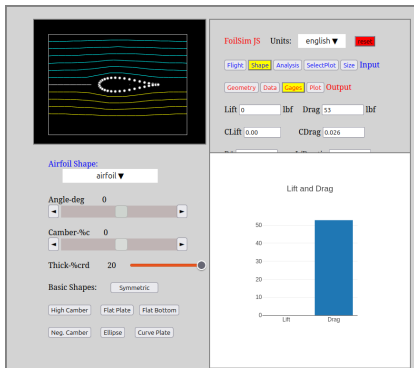 FoilSim JS Units: english ▼ Reset
Flight Shape Analysis SelectPlot Size Input
Geometry Data Gages Plot Output
Lift 0 lbf Drag 53 lbf
CLift 0.00 CDrag 0.026
Airfoil Shape:
airfoil ▼
Angle-deg 0
Camber-%c 0
Thick-%crd 20
Basic Shapes: Symmetric
High Camber Flat Plate Flat Bottom
Neg. Camber Ellipse Curve Plate
Lift and Drag
50
40
30
20
10
0
Lift Drag